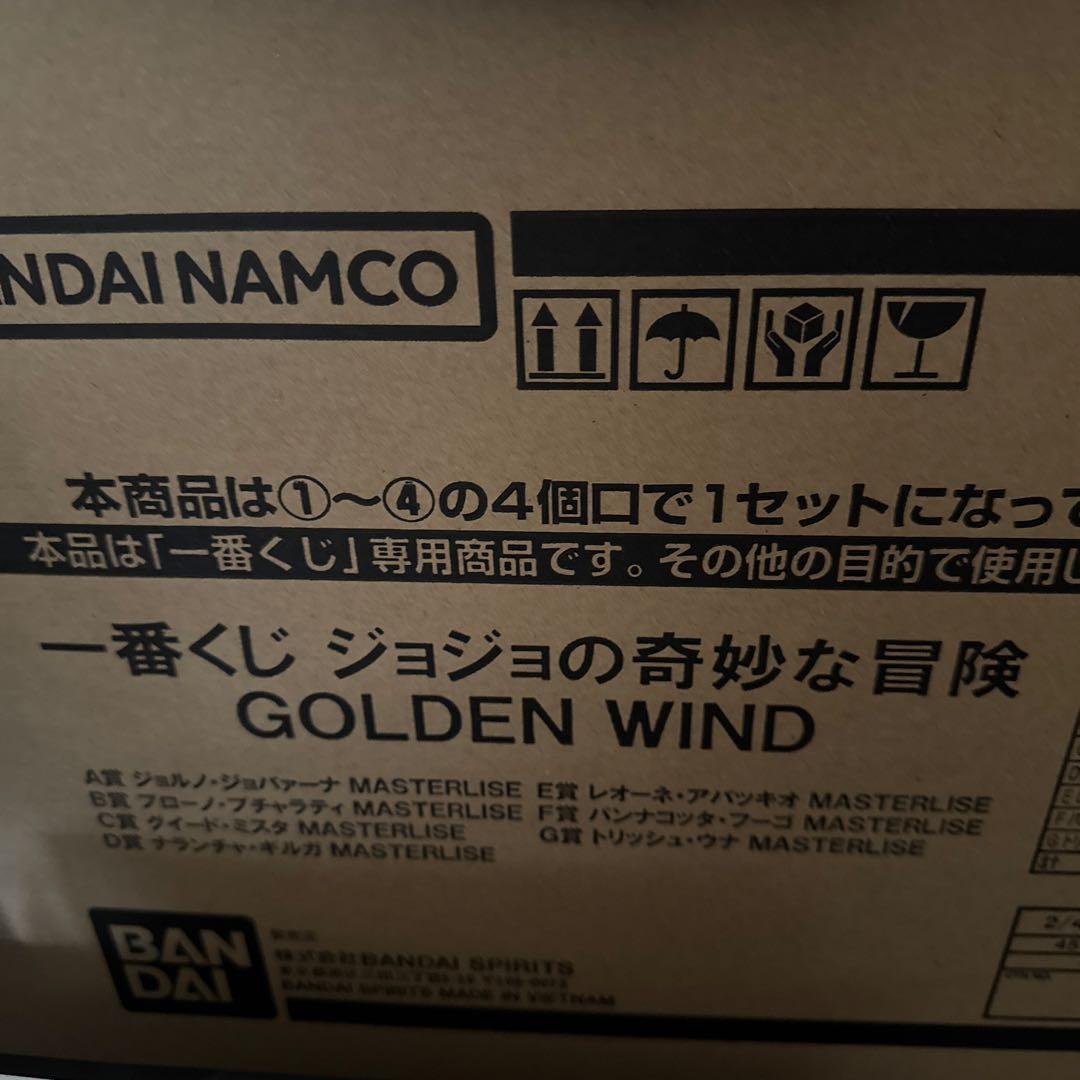 ANDAI NAMCO
本商品は①〜④の4個口で1セットになって
本品は「一番くじ」専用商品です。その他の目的で使用し
一番くじ ジョジョの奇妙な冒険
GOLDEN WIND
A賞 ジョルノ・ジョバァーナ MASTERLISE
B賞 ブローノ・ブチャラティ MASTERLISE
C賞 グイード・ミスタ MASTERLISE
D賞 ナランチャ・ギルガ MASTERLISE
E賞 レオーネ・アバッキオ MASTERLISE
F賞 パンナコッタ・フーゴ MASTERLISE
G賞 トリッシュ・ウナ MASTERLISE
計
BAN
DAI
株式会社BANDAI SPIRITS
BANDAI SPIRITS MADE IN VIETNAM
2/4
45